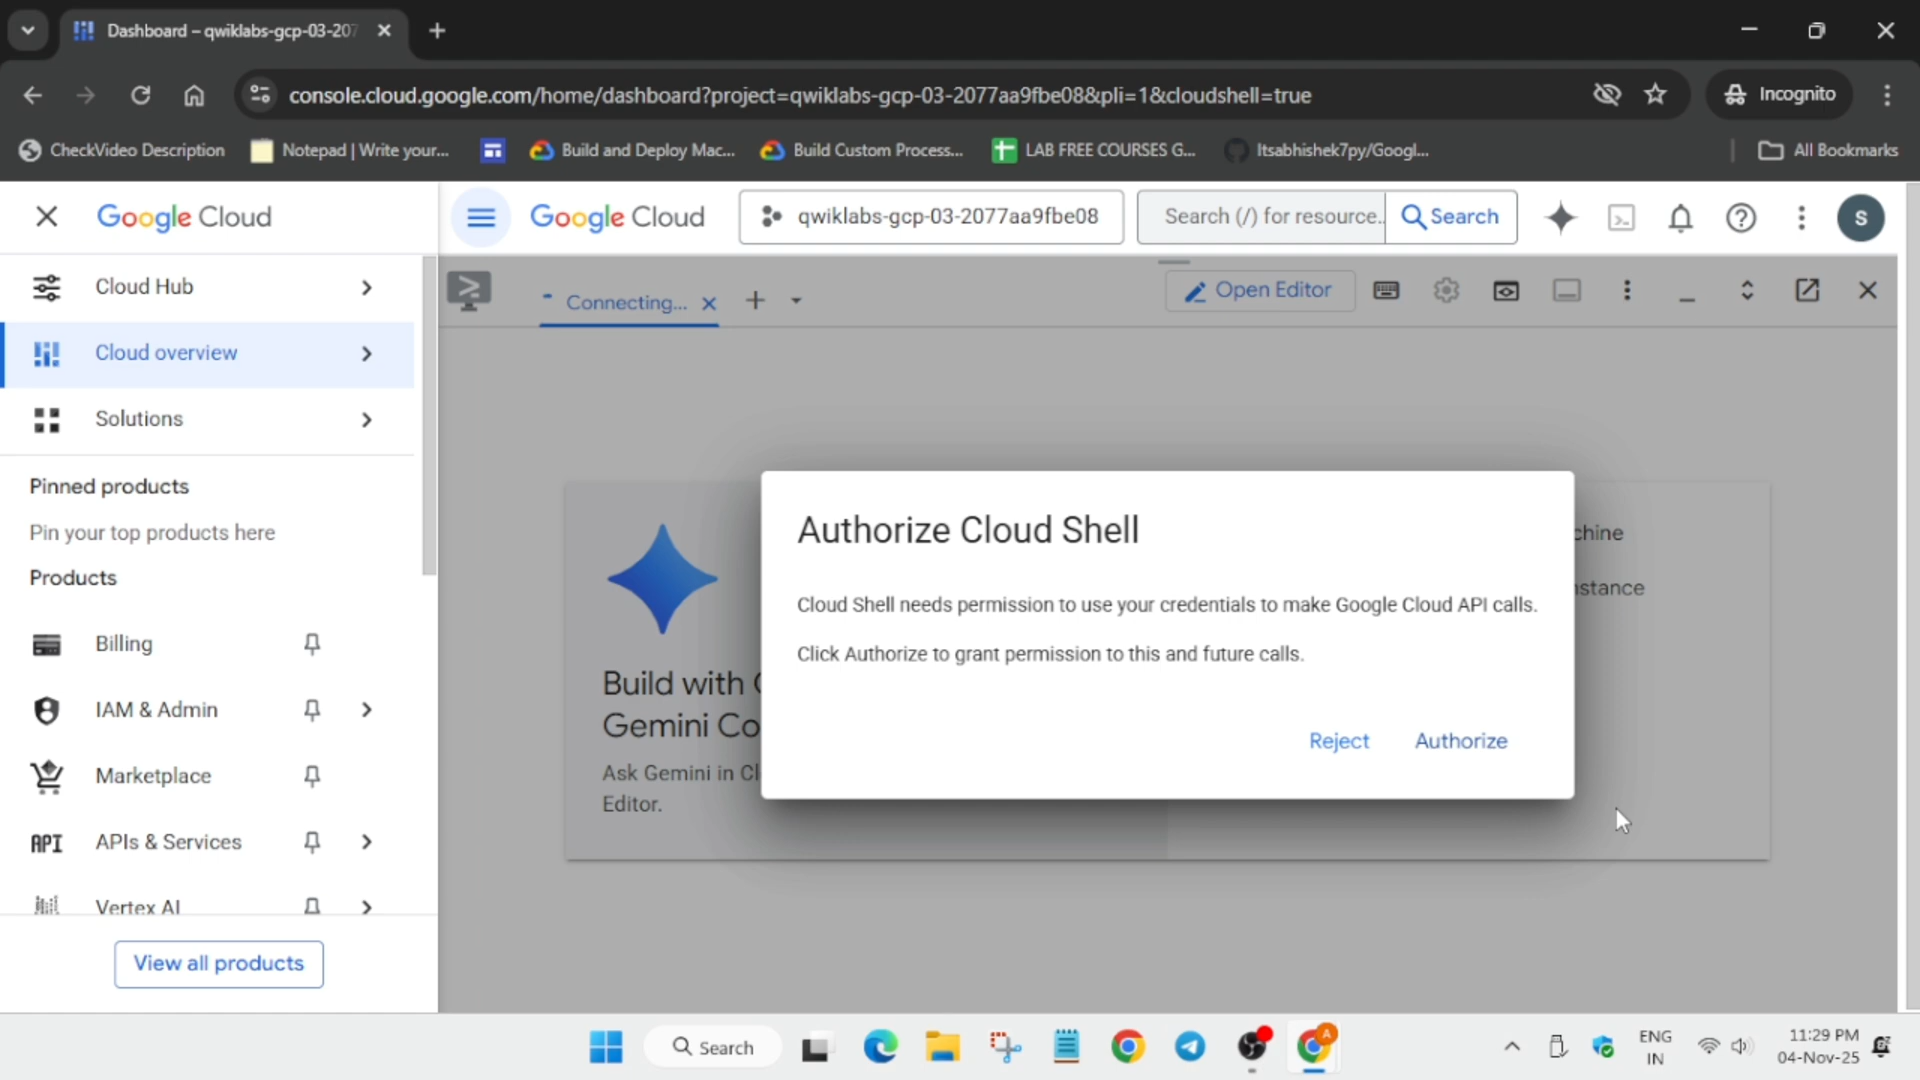 Dashboard – qwiklabs-gcp-03-207
console.cloud.google.com/home/dashboard?project=qwiklabs-gcp-03-2077aa9fbe08&pli=1&cloudshell=true
Incognito
CheckVideo Description
Notepad | Write your...
Build and Deploy Mac...
Build Custom Process...
LAB FREE COURSES G...
Itsabhishek7py/Googl...
All Bookmarks
Google Cloud
Google Cloud
qwiklabs-gcp-03-2077aa9fbe08
Search (/) for resource..
Search
S
Cloud Hub
Cloud overview
Solutions
Pinned products
Pin your top products here
Products
Billing
IAM & Admin
Marketplace
API
APIs & Services
Vertex AI
View all products
Connecting...
Open Editor
Build with G
Gemini Co
Ask Gemini in Cl
Editor.
chine
nstance
Authorize Cloud Shell
Cloud Shell needs permission to use your credentials to make Google Cloud API calls.
Click Authorize to grant permission to this and future calls.
Reject
Authorize
Search
A
ENG
IN
11:29 PM
04-Nov-25